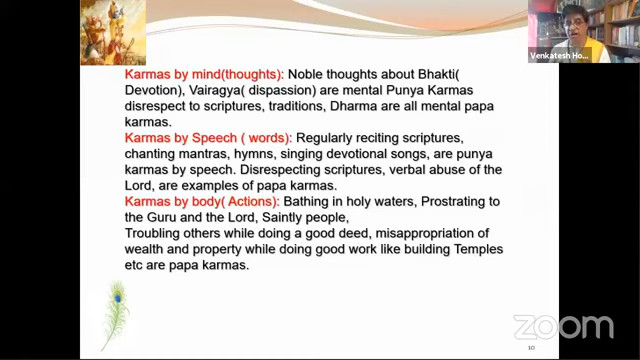 Venkatesh Ho...
Karmas by mind(thoughts): Noble thoughts about Bhakti(
Devotion), Vairagya( dispassion) are mental Punya Karmas
disrespect to scriptures, traditions, Dharma are all mental papa
karmas.
Karmas by Speech ( words): Regularly reciting scriptures,
chanting mantras, hymns, singing devotional songs, are punya
karmas by speech. Disrespecting scriptures, verbal abuse of the
Lord, are examples of papa karmas.
Karmas by body( Actions): Bathing in holy waters, Prostrating to
the Guru and the Lord, Saintly people,
Troubling others while doing a good deed, misappropriation of
wealth and property while doing good work like building Temples
etc are papa karmas.
zoom
10